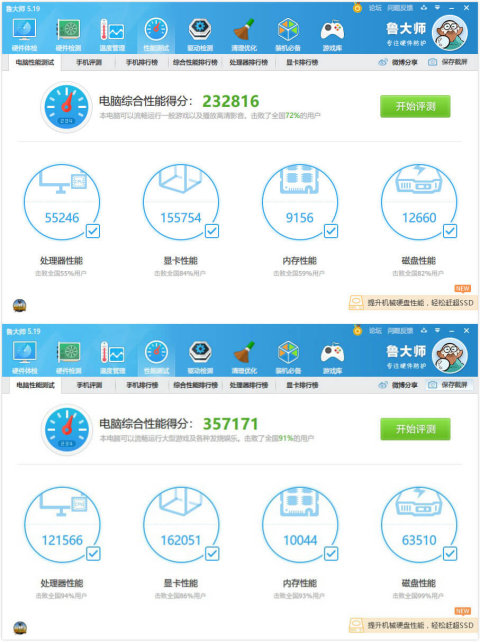 鲁大师 5.19
论坛 问题反馈
硬件体检 硬件检测 温度管理 性能测试 驱动检测 清理优化 装机必备 游戏库
鲁大师
专注硬件防护
电脑性能测试 手机评测 手机排行榜 综合性能排行榜 处理器排行榜 显卡排行榜 微博分享 保存截屏
电脑综合性能得分： 232816
本电脑可以流畅运行一般游戏以及播放高清影音。击败了全国72%的用户
开始评测
55246 155754 9156 12660
处理器性能 显卡性能 内存性能 磁盘性能
击败全国55%用户 击败全国84%用户 击败全国59%用户 击败全国82%用户
NEW
提升机械硬盘性能，轻松赶超SSD
鲁大师 5.19
论坛 问题反馈
硬件体检 硬件检测 温度管理 性能测试 驱动检测 清理优化 装机必备 游戏库
鲁大师
专注硬件防护
电脑性能测试 手机评测 手机排行榜 综合性能排行榜 处理器排行榜 显卡排行榜 微博分享 保存截屏
电脑综合性能得分： 357171
本电脑可以流畅运行大型游戏及各种发烧娱乐。击败了全国91%的用户
开始评测
121566 162051 10044 63510
处理器性能 显卡性能 内存性能 磁盘性能
击败全国94%用户 击败全国86%用户 击败全国93%用户 击败全国99%用户
NEW
提升机械硬盘性能，轻松赶超SSD